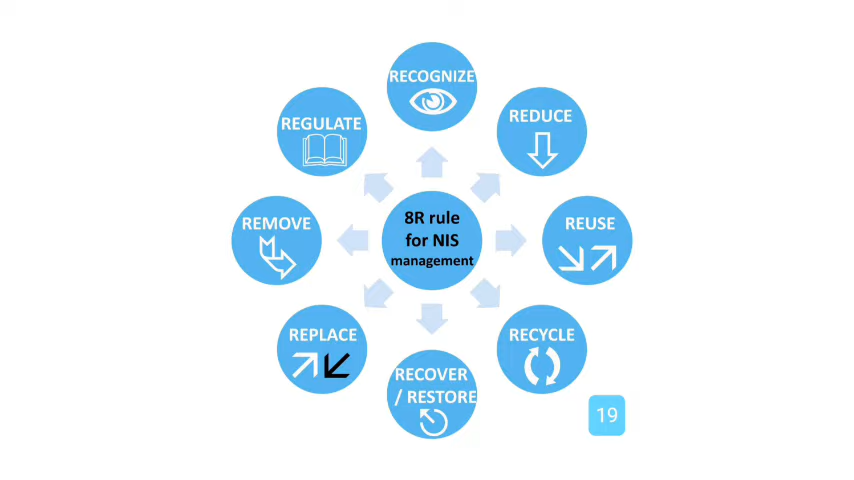 RECOGNIZE
REDUCE
REUSE
RECYCLE
RECOVER
/ RESTORE
REPLACE
REMOVE
REGULATE
8R rule
for NIS
management
19